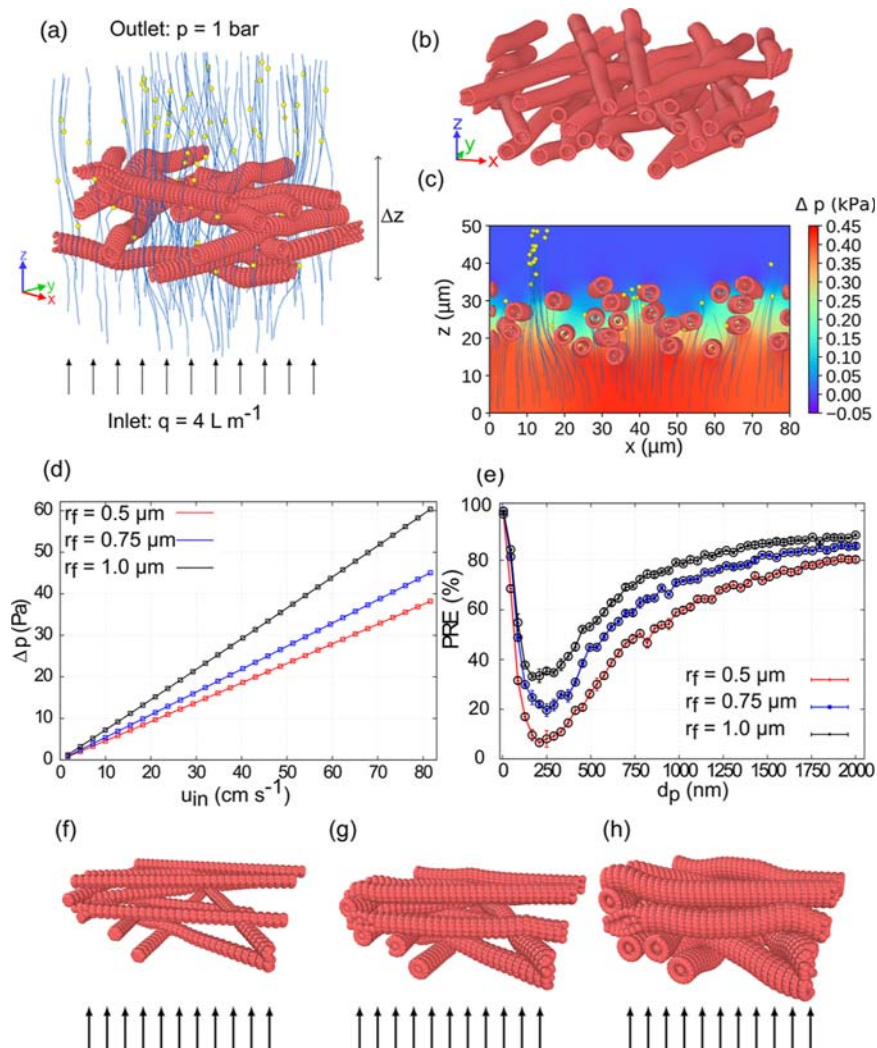 (a)
Outlet: p = 1 bar
Δz
z
y
x
Inlet: q = 4 L m⁻¹
(b)
z
y
x
(c)
Δ p (kPa)
z (μm)
50
40
30
20
10
0
0 10 20 30 40 50 60 70 80
x (μm)
0.45
0.40
0.35
0.30
0.25
0.20
0.15
0.10
0.05
0.00
−0.05
(d)
Δ p (Pa)
60
50
40
30
20
10
0
rf = 0.5 μm
rf = 0.75 μm
rf = 1.0 μm
0 10 20 30 40 50 60 70 80
uin (cm s⁻¹)
(e)
PRE (%)
100
80
60
40
20
0
rf = 0.5 μm
rf = 0.75 μm
rf = 1.0 μm
0 250 500 750 1000 1250 1500 1750 2000
dp (nm)
(f)
(g)
(h)